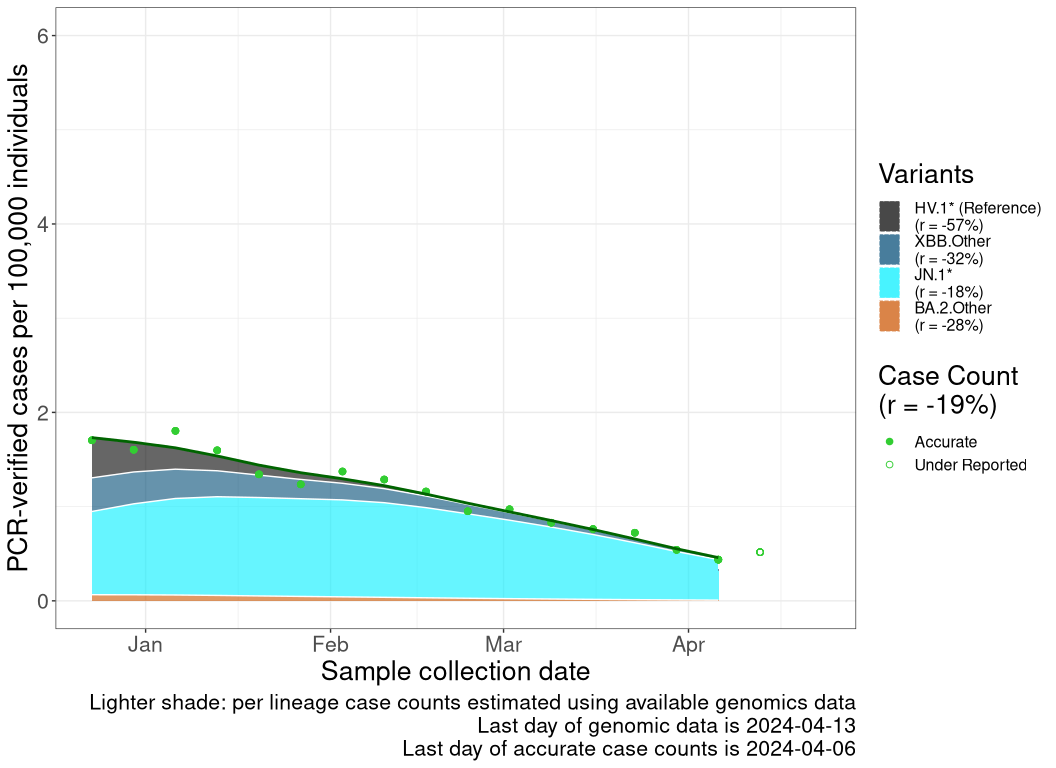 PCR-verified cases per 100,000 individuals
6
4
2
0
Jan
Feb
Mar
Apr
Sample collection date
Lighter shade: per lineage case counts estimated using available genomics data
Last day of genomic data is 2024-04-13
Last day of accurate case counts is 2024-04-06
Variants
HV.1* (Reference)
(r = -57%)
XBB.Other
(r = -32%)
JN.1*
(r = -18%)
BA.2.Other
(r = -28%)
Case Count
(r = -19%)
Accurate
Under Reported